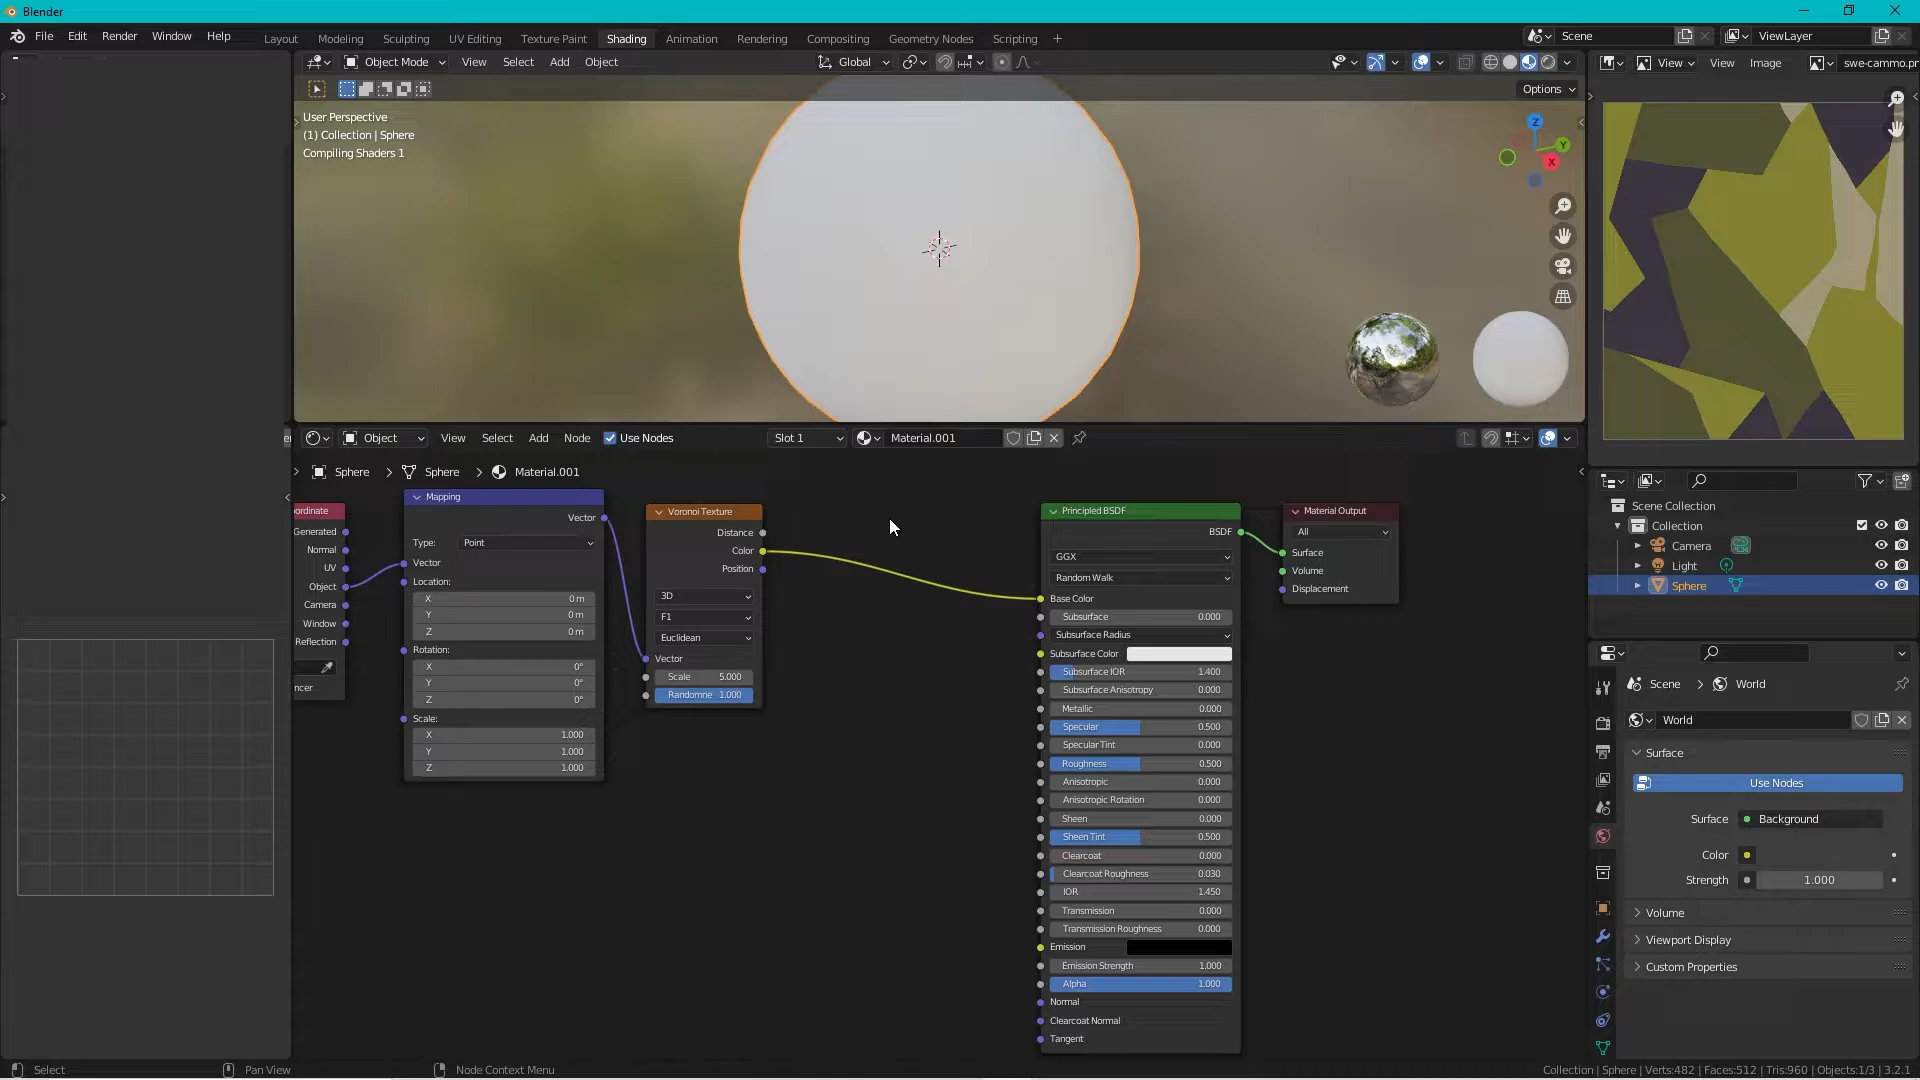 Blender
File Edit Render Window Help
Layout Modeling Sculpting UV Editing Texture Paint Shading Animation Rendering Compositing Geometry Nodes Scripting
Scene
ViewLayer
Object Mode View Select Add Object
Global
View View Image swe-cammo.pr
Options
User Perspective
(1) Collection | Sphere
Compiling Shaders 1
Z
Y
X
Object View Select Add Node Use Nodes Slot 1 Material.001
Sphere Sphere Material.001
ordinate
Generated
Normal
UV
Object
Camera
Window
Reflection
ncer
Mapping
Vector
Type: Point
Vector
Location:
X 0 m
Y 0 m
Z 0 m
Rotation:
X 0°
Y 0°
Z 0°
Scale:
X 1.000
Y 1.000
Z 1.000
Voronoi Texture
Distance
Color
Position
3D
F1
Euclidean
Vector
Scale 5.000
Randomne 1.000
Principled BSDF
BSDF
GGX
Random Walk
Base Color
Subsurface 0.000
Subsurface Radius
Subsurface Color
Subsurface IOR 1.400
Subsurface Anisotropy 0.000
Metallic 0.000
Specular 0.500
Specular Tint 0.000
Roughness 0.500
Anisotropic 0.000
Anisotropic Rotation 0.000
Sheen 0.000
Sheen Tint 0.500
Clearcoat 0.000
Clearcoat Roughness 0.030
IOR 1.450
Transmission 0.000
Transmission Roughness 0.000
Emission
Emission Strength 1.000
Alpha 1.000
Normal
Clearcoat Normal
Tangent
Material Output
All
Surface
Volume
Displacement
Scene Collection
Collection
Camera
Light
Sphere
Scene World
World
Surface
Use Nodes
Surface Background
Color
Strength 1.000
Volume
Viewport Display
Custom Properties
Select Pan View Node Context Menu
Collection | Sphere | Verts:482 | Faces:512 | Tris:960 | Objects:1/3 | 3.2.1